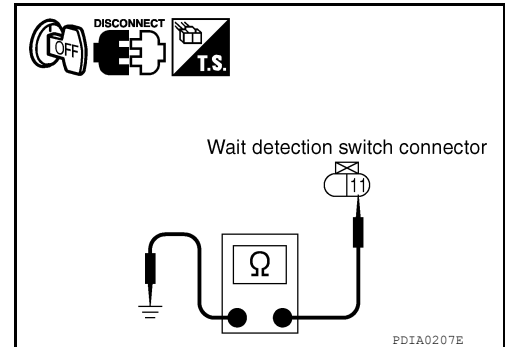 DISCONNECT
OFF
T.S.
Wait detection switch connector
11
Ω
PDIA0207E